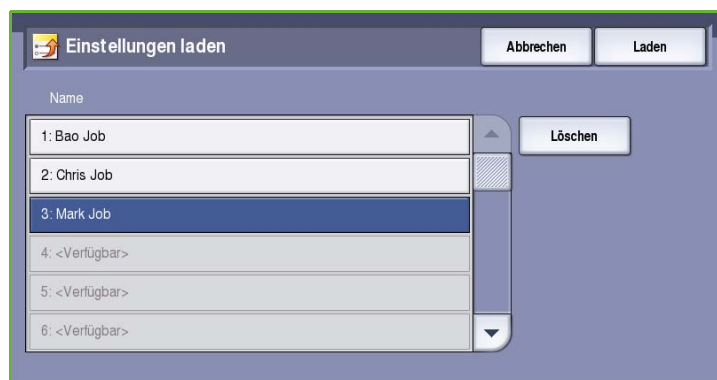 Einstellungen laden
Abbrechen
Laden
Name
1: Bao Job
Löschen
2: Chris Job
3: Mark Job
4: <Verfügbar>
5: <Verfügbar>
6: <Verfügbar>